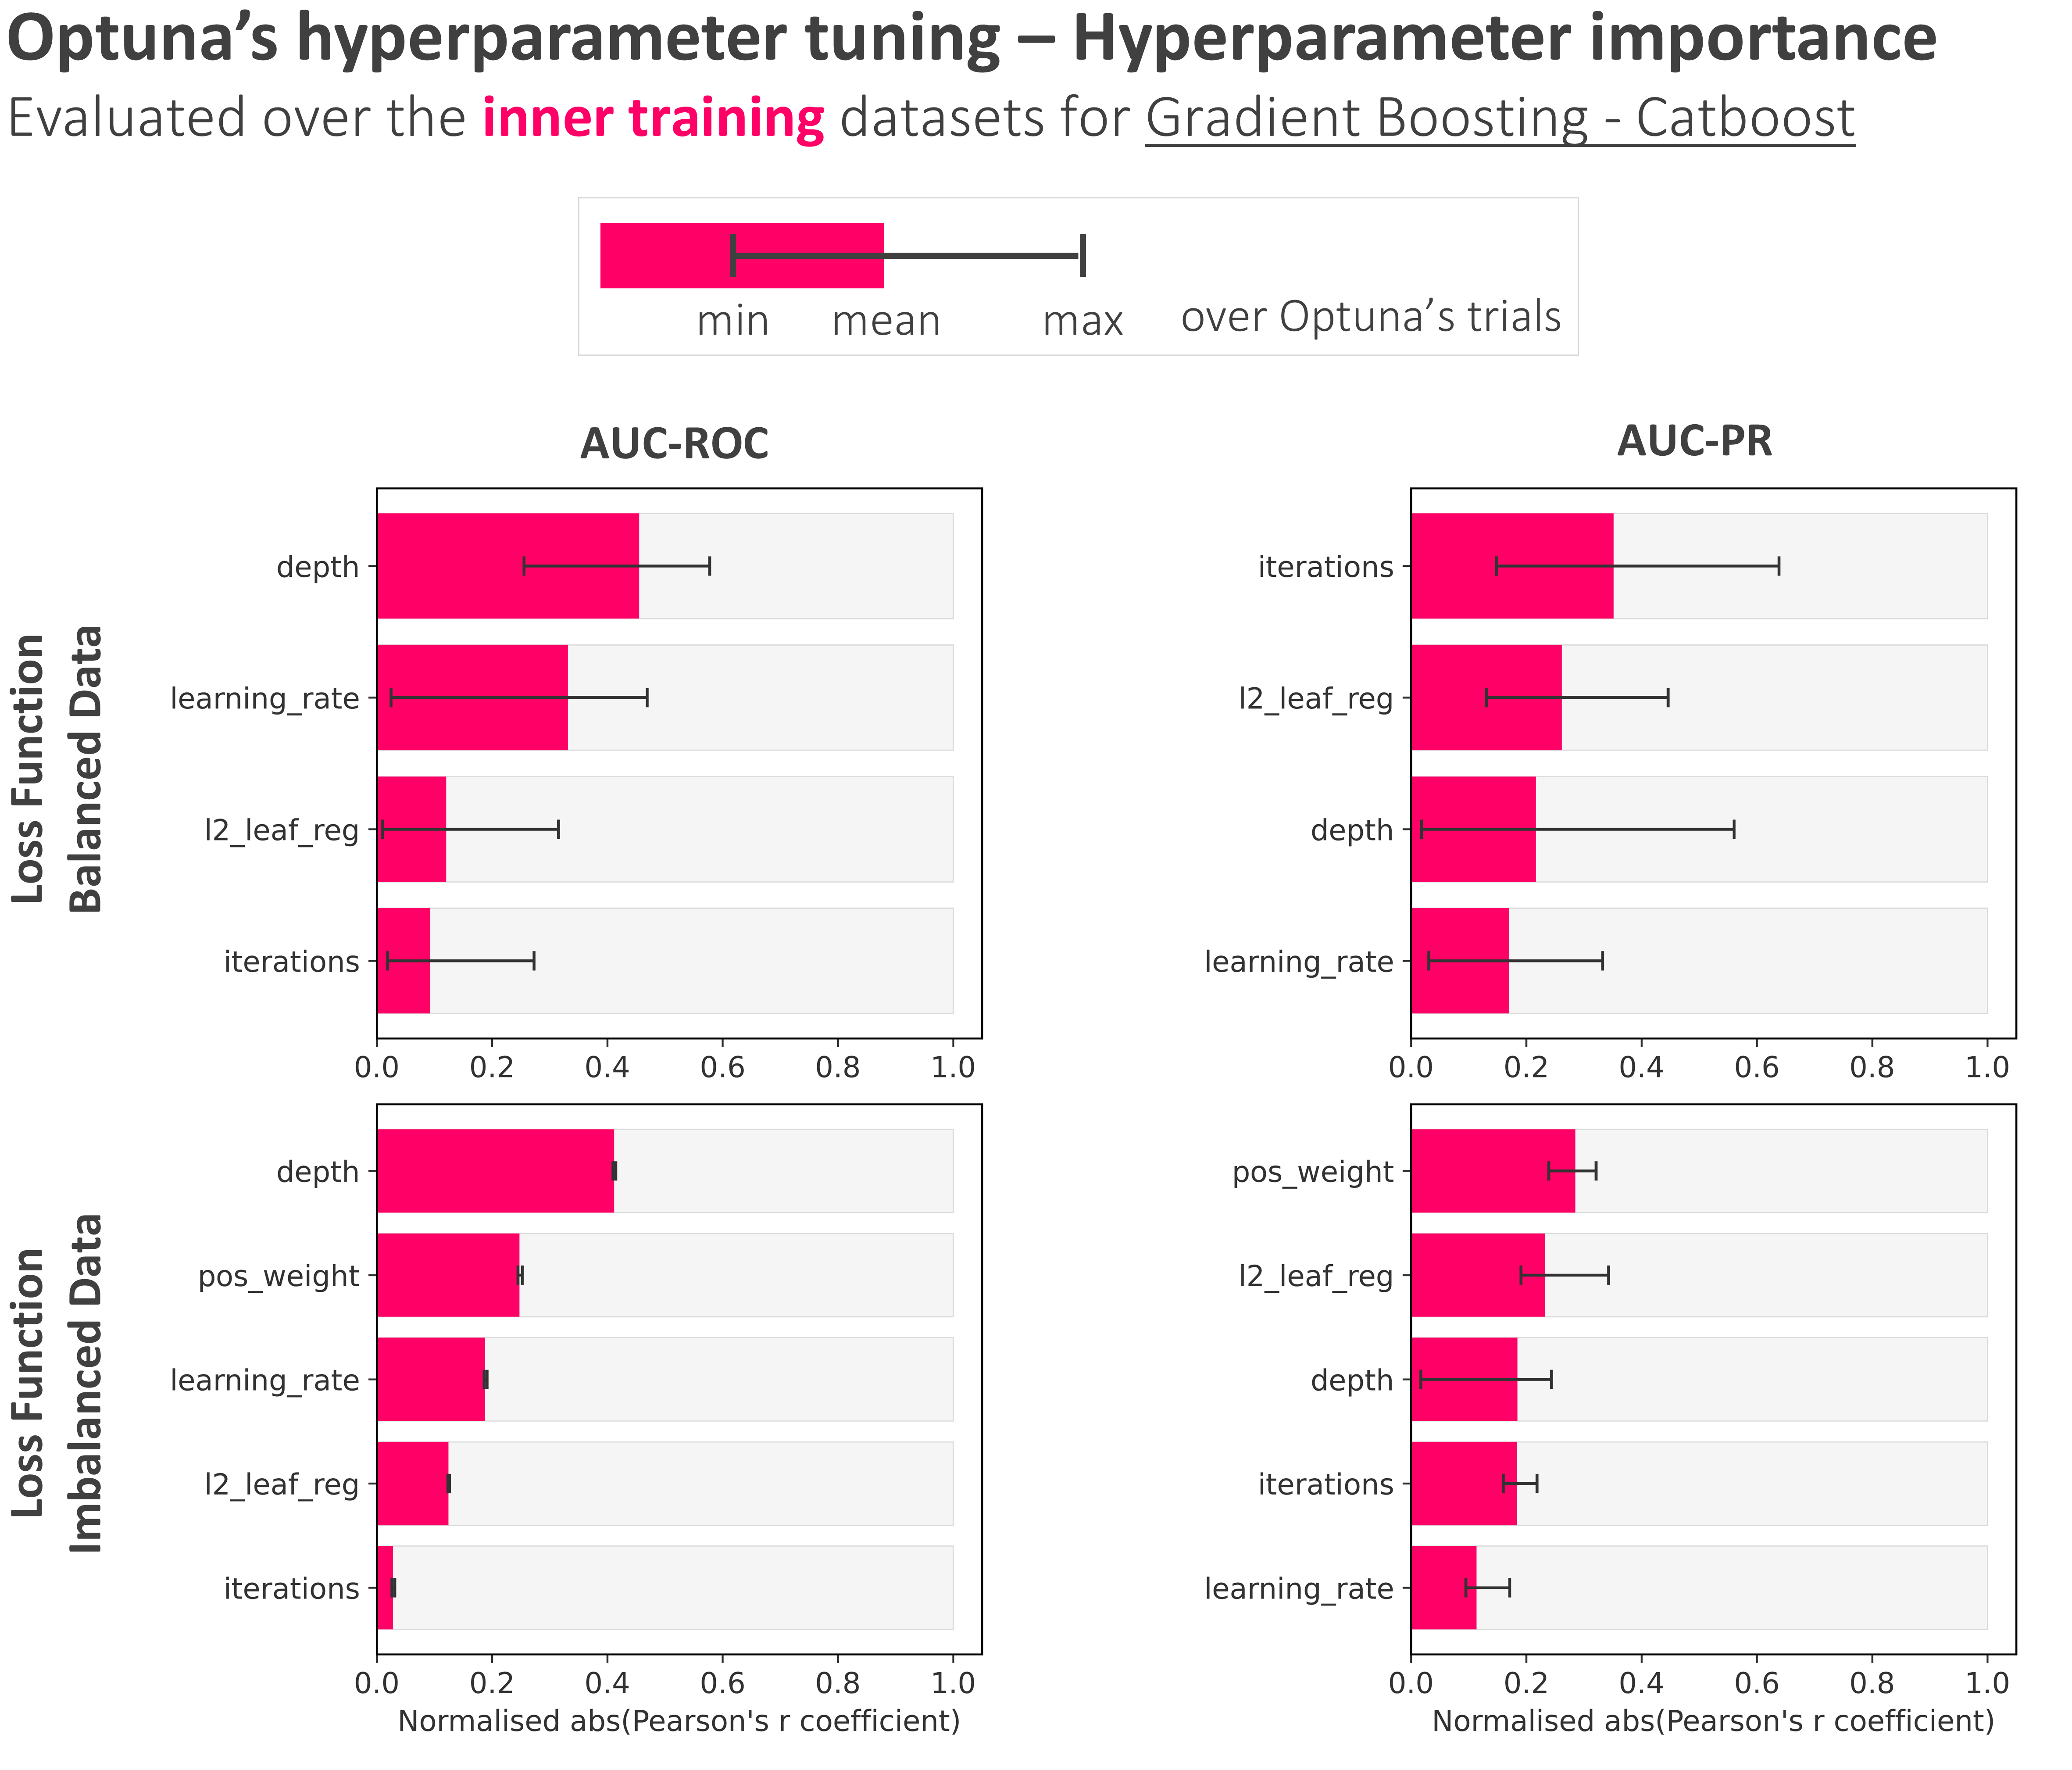 Optuna’s hyperparameter tuning – Hyperparameter importance
Evaluated over the inner training datasets for Gradient Boosting - Catboost
min mean max over Optuna’s trials
AUC-ROC
AUC-PR
Loss Function
Balanced Data
depth
learning_rate
l2_leaf_reg
iterations
0.0 0.2 0.4 0.6 0.8 1.0
iterations
l2_leaf_reg
depth
learning_rate
0.0 0.2 0.4 0.6 0.8 1.0
Loss Function
Imbalanced Data
depth
pos_weight
learning_rate
l2_leaf_reg
iterations
0.0 0.2 0.4 0.6 0.8 1.0
Normalised abs(Pearson's r coefficient)
pos_weight
l2_leaf_reg
depth
iterations
learning_rate
0.0 0.2 0.4 0.6 0.8 1.0
Normalised abs(Pearson's r coefficient)